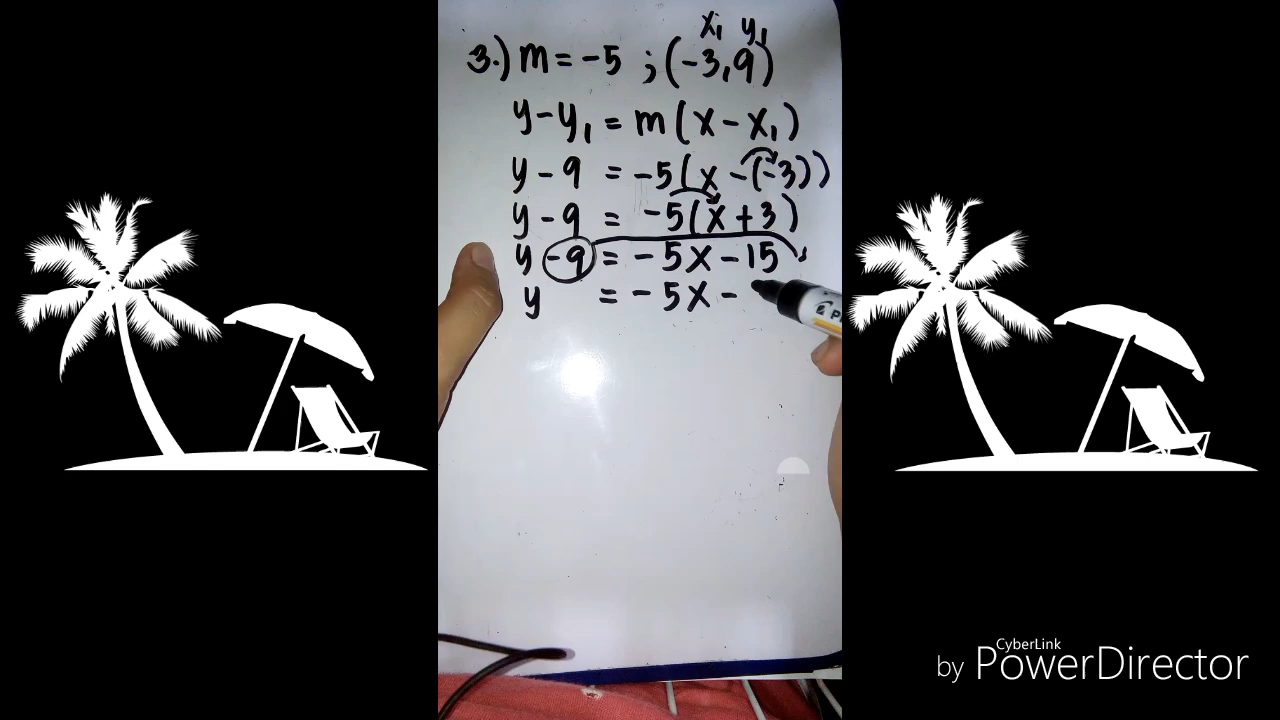 x₁ y₁
3.) m = -5 ; (-3, 9)
y - y₁ = m(x - x₁)
y - 9 = -5(x - (-3))
y - 9 = -5(x + 3)
y - 9 = -5x - 15
y = -5x -
CyberLink
by PowerDirector